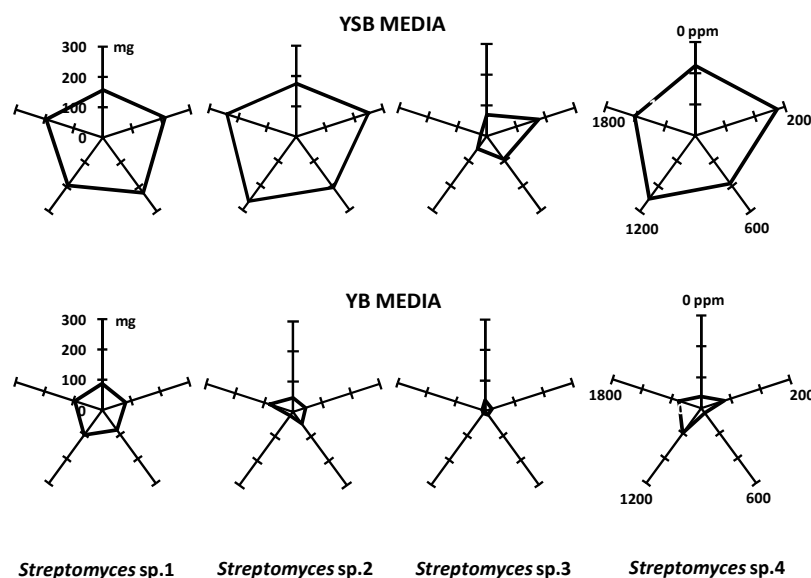 YSB MEDIA
300 mg
200
100
0
0 ppm
200
600
1200
1800
YB MEDIA
300 mg
200
100
0
0 ppm
200
600
1200
1800
Streptomyces sp.1 Streptomyces sp.2 Streptomyces sp.3 Streptomyces sp.4